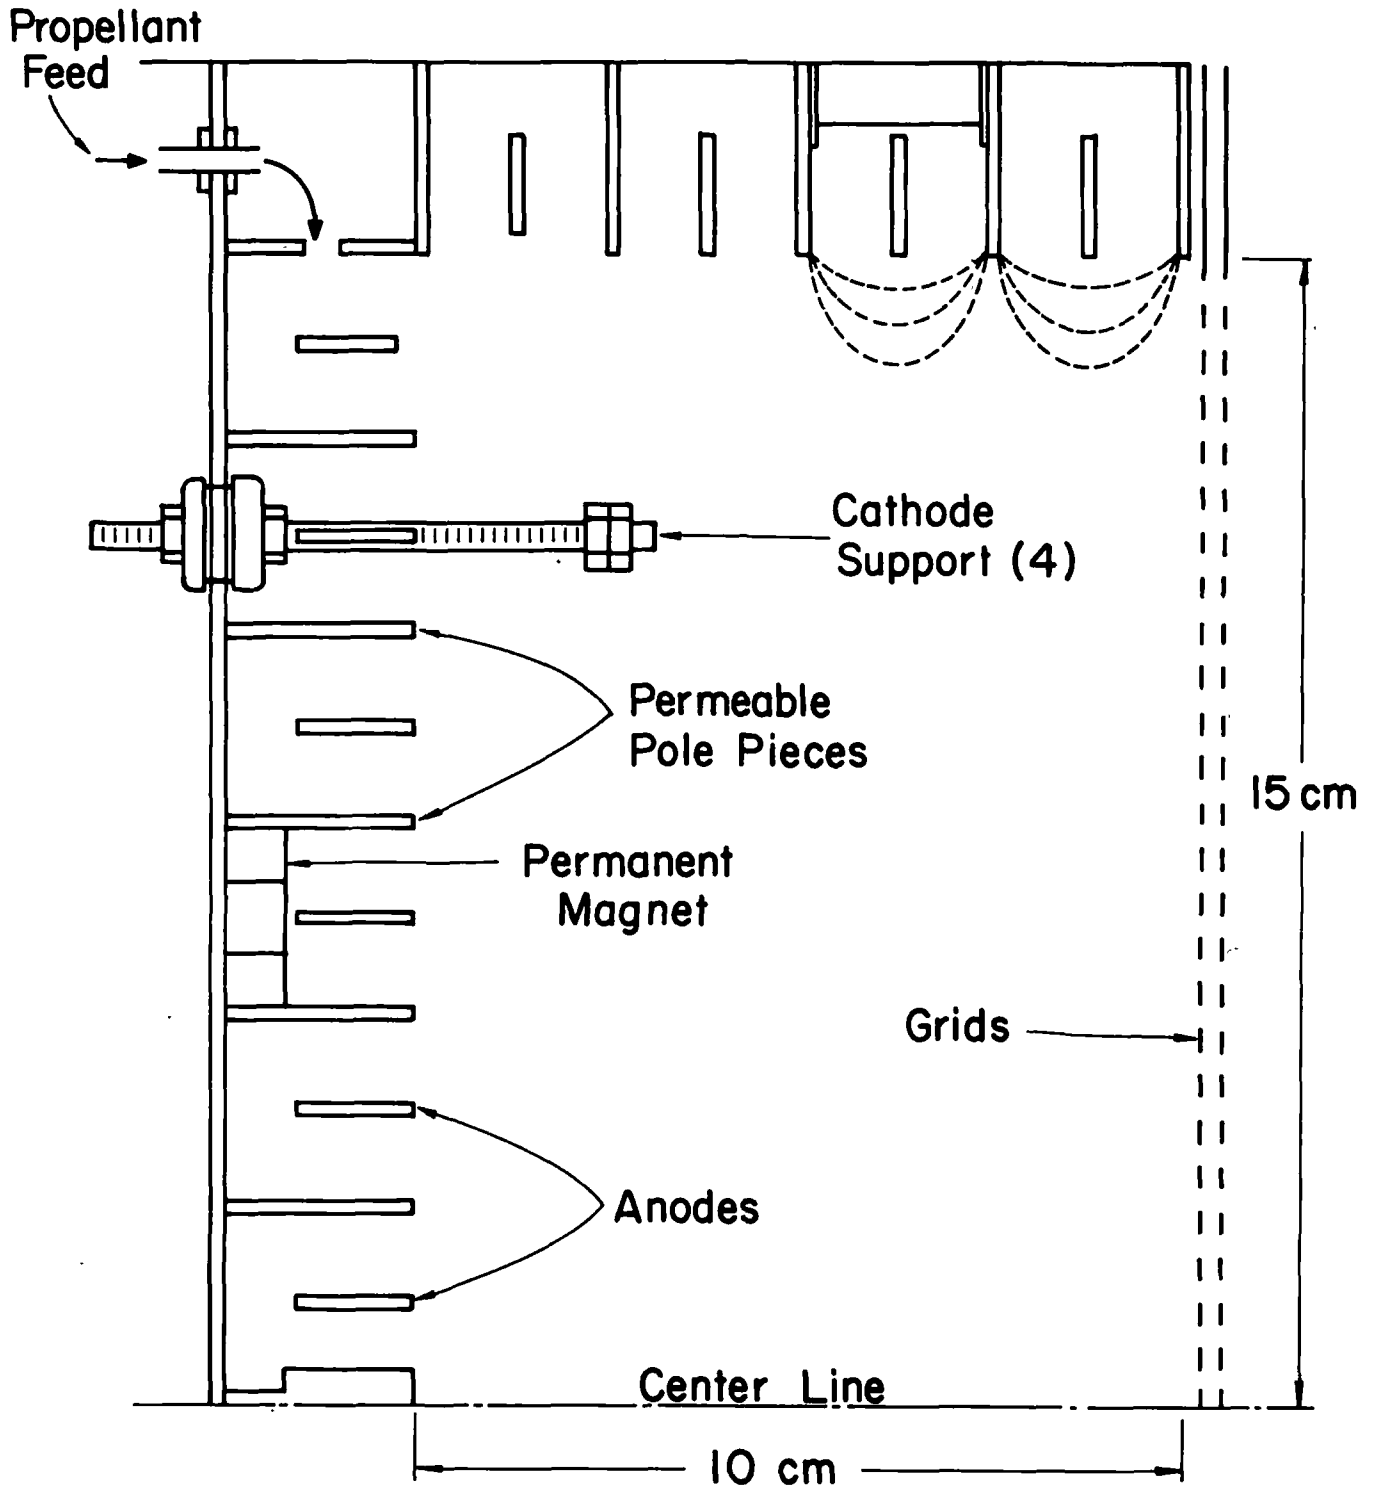 Propellant
Feed
Cathode
Support (4)
Permeable
Pole Pieces
15 cm
Permanent
Magnet
Grids
Anodes
Center Line
10 cm